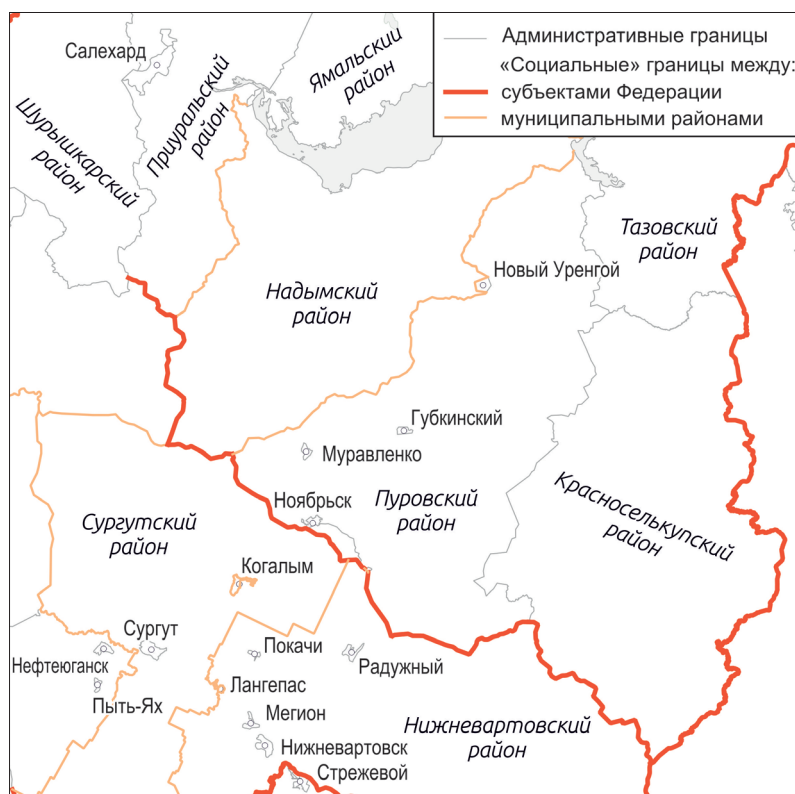 Административные границы
«Социальные» границы между:
субъектами Федерации
муниципальными районами
Салехард
Ямальский
район
Приуральский
район
Шурышкарский
район
Тазовский
район
Новый Уренгой
Надымский
район
Губкинский
Муравленко
Ноябрьск
Пуровский
район
Красноселькупский
район
Сургутский
район
Когалым
Сургут
Покачи
Нефтеюганск
Радужный
Лангепас
Пыть-Ях
Мегион
Нижневартовский
район
Нижневартовск
Стрежевой